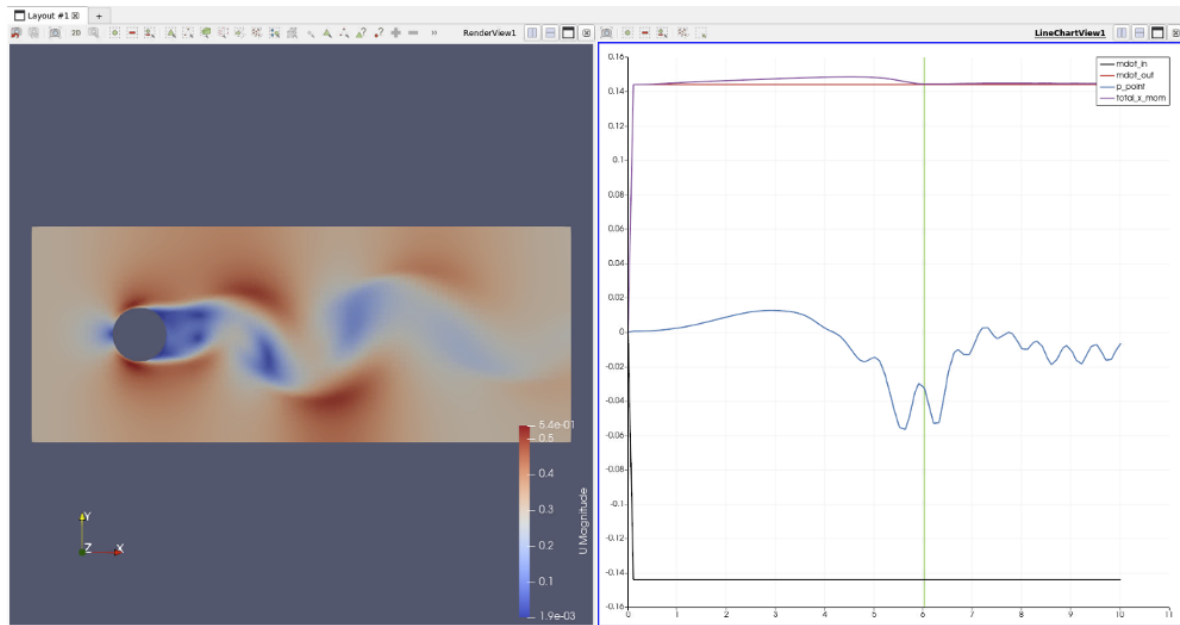 Layout #1
+
2D
RenderView1
LineChartView1
mdot_in
mdot_out
p_point
total_x_mom
0.16
0.14
0.12
0.1
0.08
0.06
0.04
0.02
0
-0.02
-0.04
-0.06
-0.08
-0.1
-0.12
-0.14
-0.16
0 1 2 3 4 5 6 7 8 9 10 11
5.4e-01
0.5
0.4
0.3
0.2
0.1
1.9e-03
U Magnitude
Y
Z X